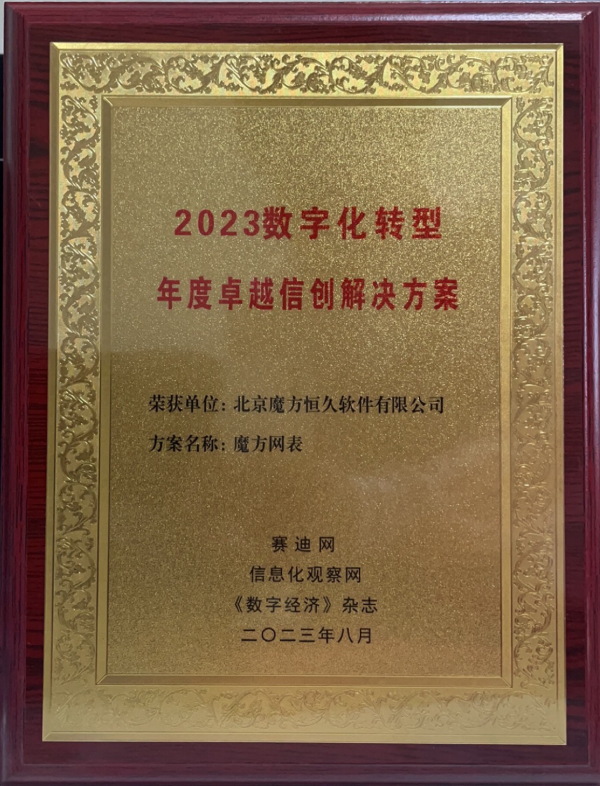 2023数字化转型
年度卓越信创解决方案
荣获单位：北京魔方恒久软件有限公司
方案名称：魔方网表
赛迪网
信息化观察网
《数字经济》杂志
二〇二三年八月